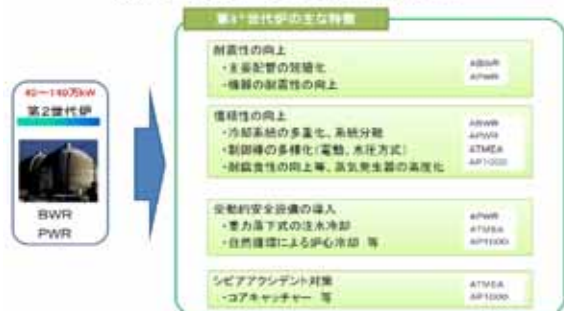 第3+世代炉の主な特徴
40～140万kW
第2世代炉
BWR
PWR
耐震性の向上
・主要配管の短縮化
・機器の耐震性の向上
ABWR
APWR
信頼性の向上
・冷却系統の多重化、系統分離
・制御棒の多様化(電動、水圧方式)
・耐腐食性の向上等、蒸気発生器の高度化
ABWR
APWR
ATMEA
AP1000
受動的安全設備の導入
・重力落下式の注水冷却
・自然循環による炉心冷却 等
APWR
ATMEA
AP1000
シビアアクシデント対策
・コアキャッチャー 等
ATMEA
AP1000